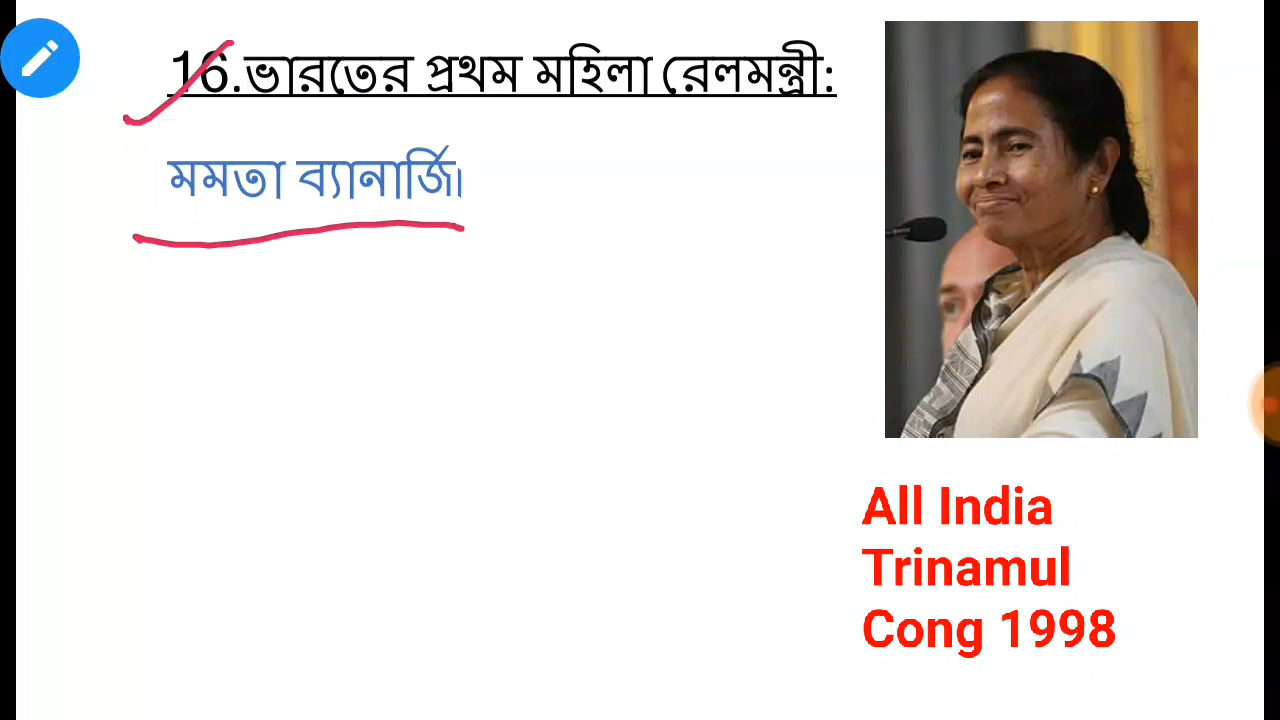 16.ভারতের প্রথম মহিলা রেলমন্ত্রী:
মমতা ব্যানার্জি।
All India
Trinamul
Cong 1998